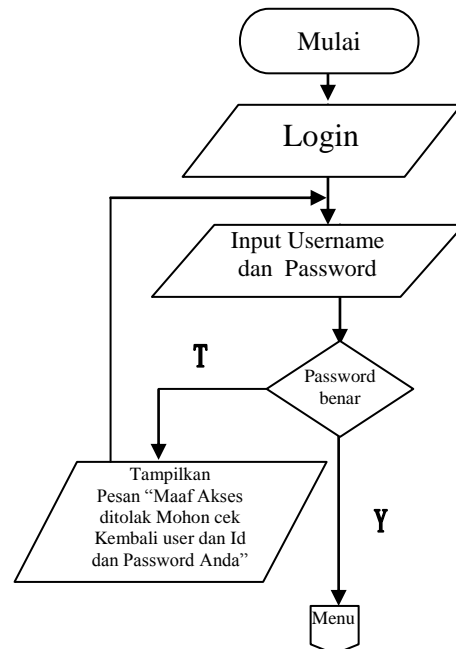 Mulai
Login
Input Username
dan Password
T
Password
benar
Tampilkan
Pesan “Maaf Akses
ditolak Mohon cek
Kembali user dan Id
dan Password Anda”
Y
Menu